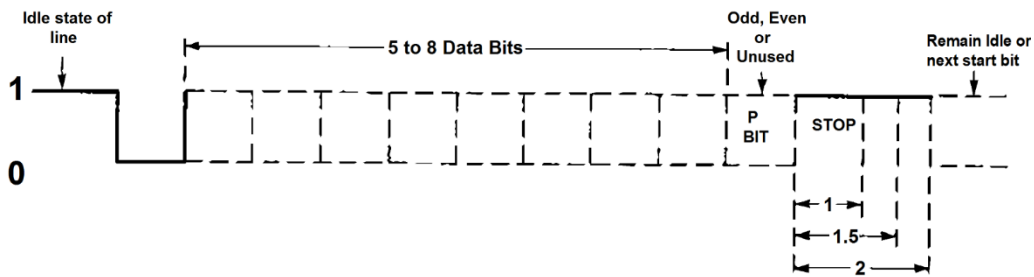 Idle state of
line
5 to 8 Data Bits
Odd, Even
or
Unused
Remain Idle or
next start bit
1
0
P
BIT
STOP
1
1.5
2